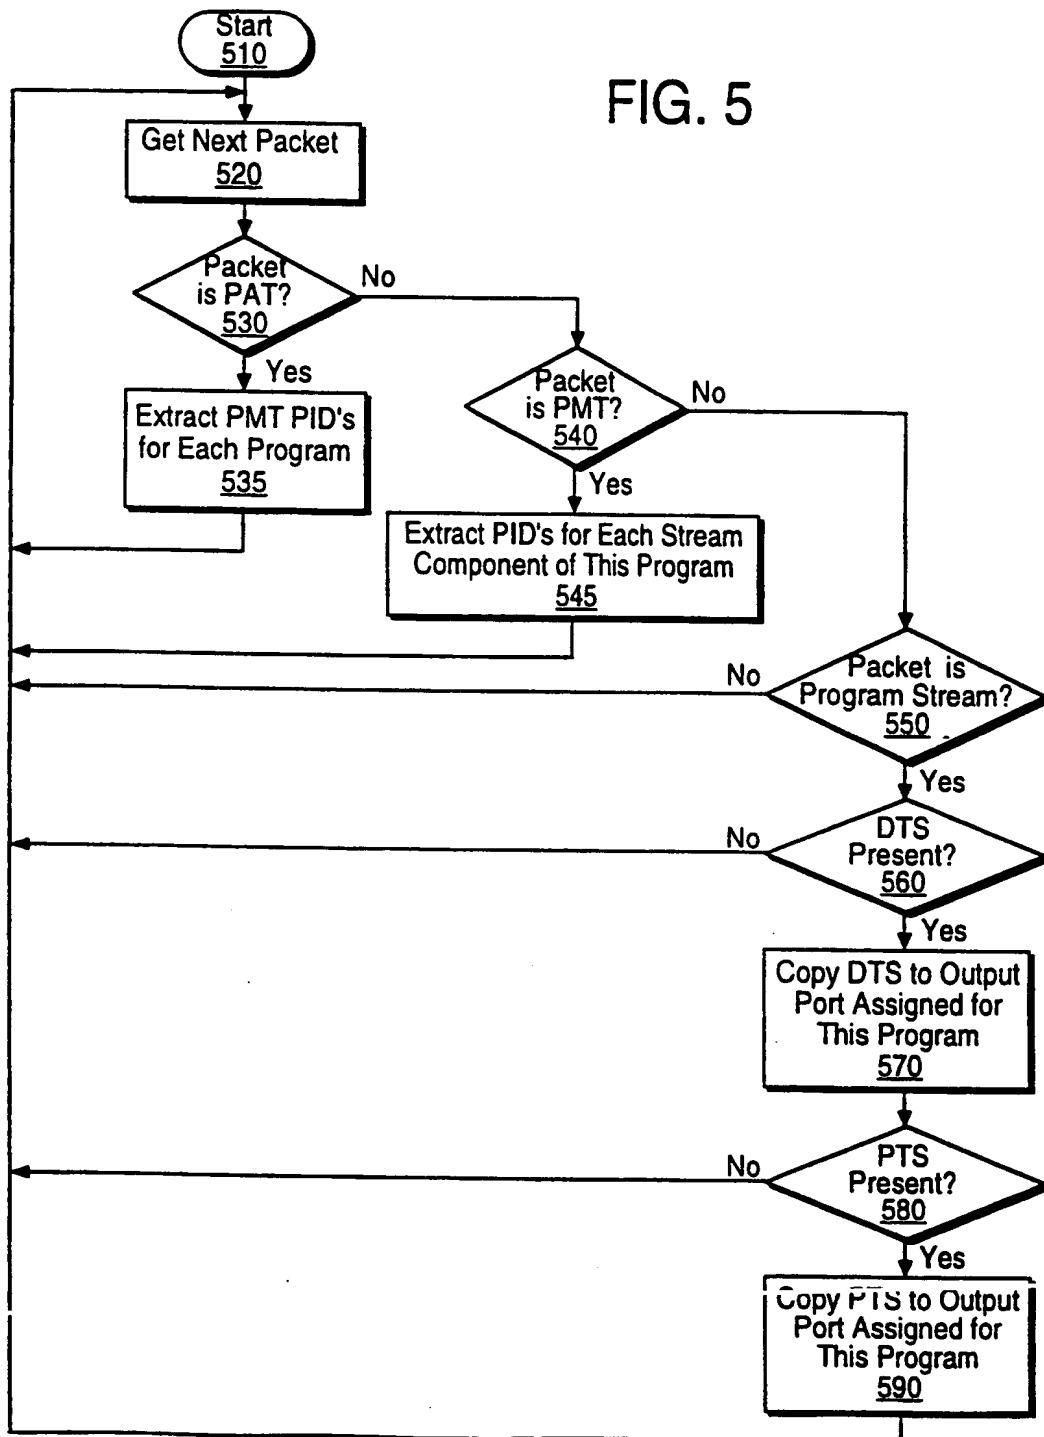 Start
510
FIG. 5
Get Next Packet
520
Packet
is PAT?
530
No
Yes
Extract PMT PID's
for Each Program
535
Packet
is PMT?
540
No
Yes
Extract PID's for Each Stream
Component of This Program
545
Packet is
Program Stream?
550
No
Yes
DTS
Present?
560
No
Yes
Copy DTS to Output
Port Assigned for
This Program
570
PTS
Present?
580
No
Yes
Copy PTS to Output
Port Assigned for
This Program
590